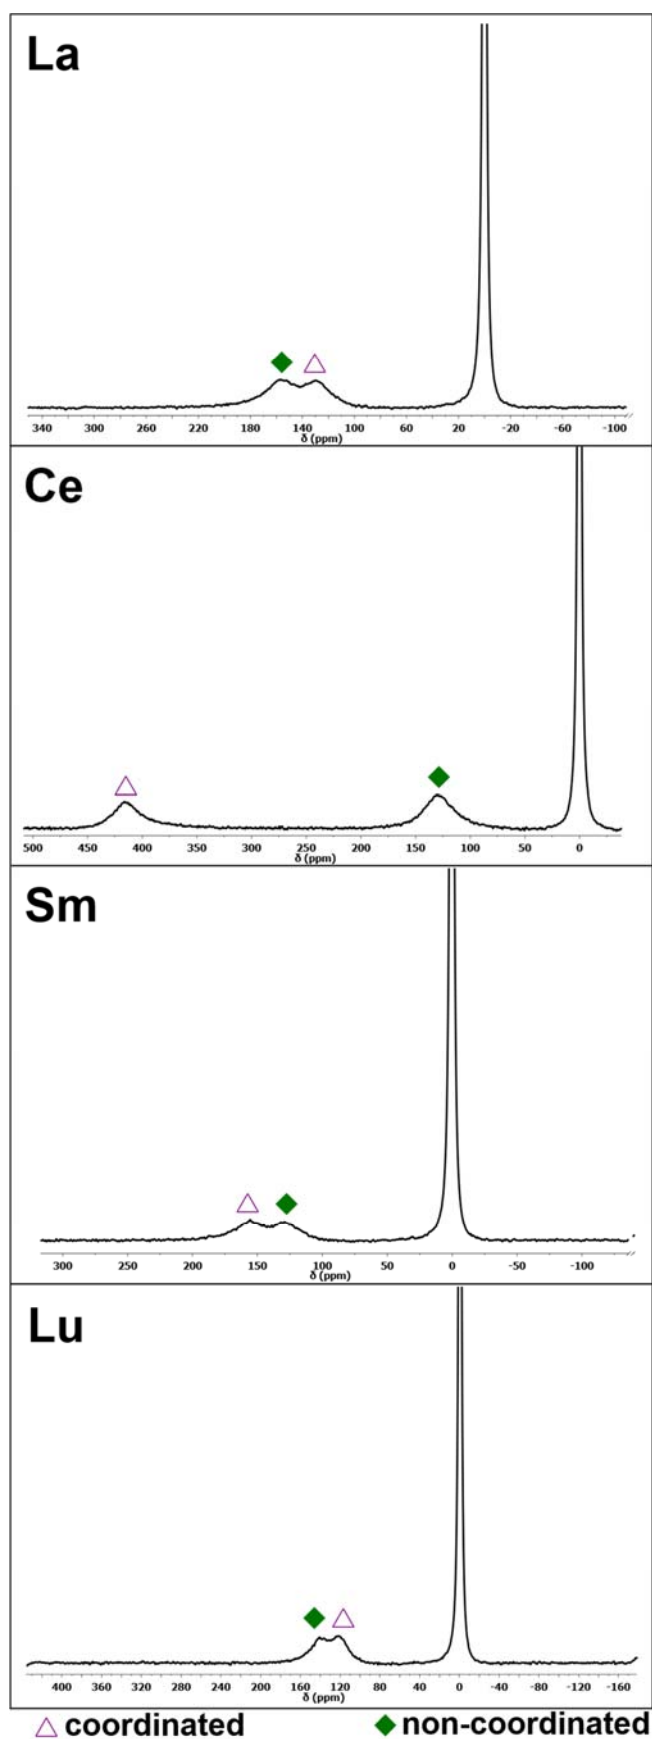 La
340 300 260 220 180 140 100 60 20 -20 -60 -100
δ (ppm)
Ce
500 450 400 350 300 250 200 150 100 50 0
δ (ppm)
Sm
300 250 200 150 100 50 0 -50 -100
δ (ppm)
Lu
400 360 320 280 240 200 160 120 80 40 0 -40 -80 -120 -160
δ (ppm)
△ coordinated ◆ non-coordinated